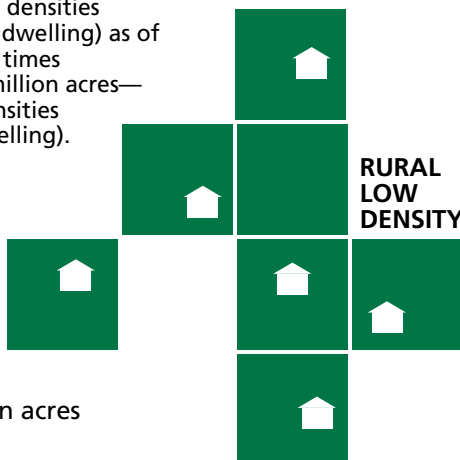 densities
dwelling) as of
times
million acres—
nsities
elling).
RURAL
LOW
DENSITY
n acres